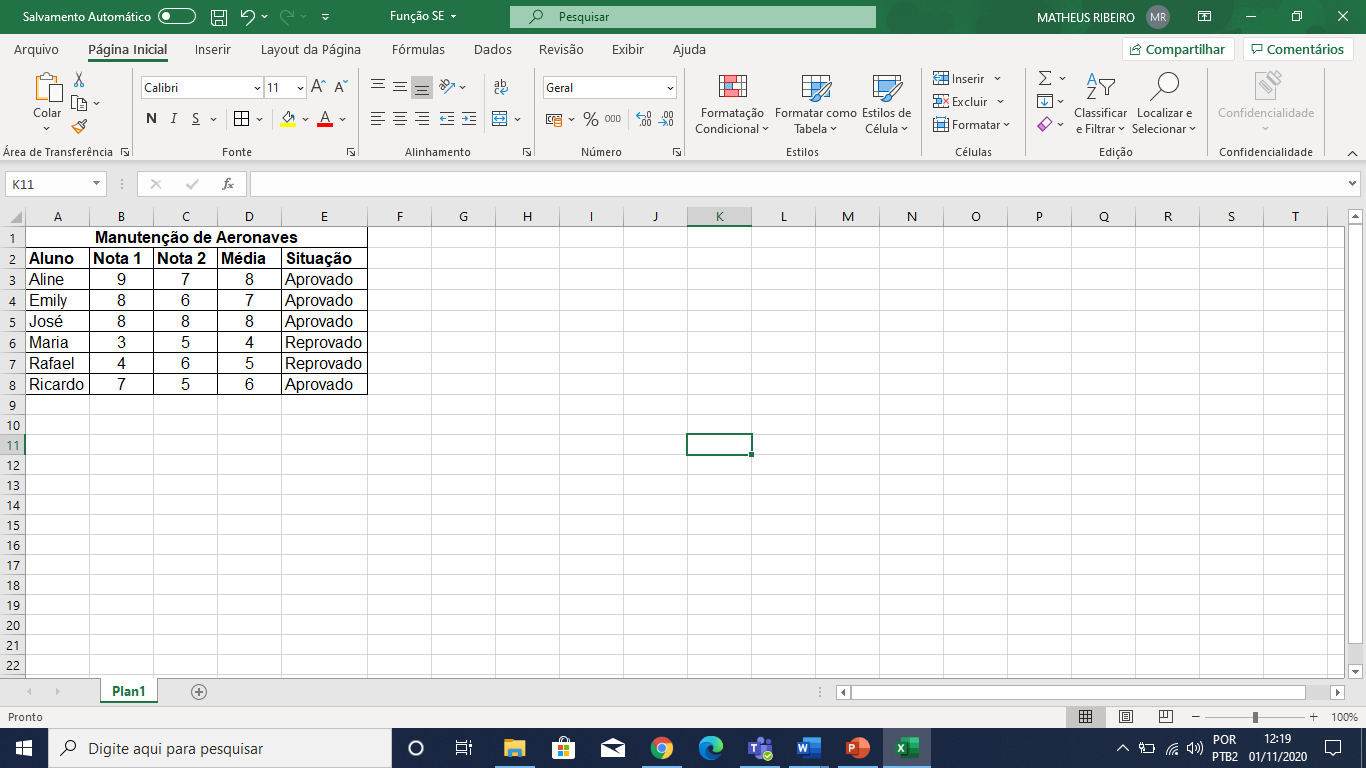 Salvamento Automático Função SE Pesquisar MATHEUS RIBEIRO MR
Arquivo Página Inicial Inserir Layout da Página Fórmulas Dados Revisão Exibir Ajuda Compartilhar Comentários
Colar
Área de Transferência
Calibri 11
N I S A A A
Fonte
ab
Alinhamento
Geral
% 000 ,00 ,00
Número
Formatação Condicional
Formatar como Tabela
Estilos de Célula
Estilos
Inserir
Excluir
Formatar
Células
Classificar e Filtrar
Localizar e Selecionar
Edição
Confidencialidade
Confidencialidade
K11 fx
A B C D E F G H I J K L M N O P Q R S T
1 Manutenção de Aeronaves
2 Aluno Nota 1 Nota 2 Média Situação
3 Aline 9 7 8 Aprovado
4 Emily 8 6 7 Aprovado
5 José 8 8 8 Aprovado
6 Maria 3 5 4 Reprovado
7 Rafael 4 6 5 Reprovado
8 Ricardo 7 5 6 Aprovado
9
10
11
12
13
14
15
16
17
18
19
20
21
22
Plan1
Pronto 100%
Digite aqui para pesquisar
POR 12:19
PTB2 01/11/2020